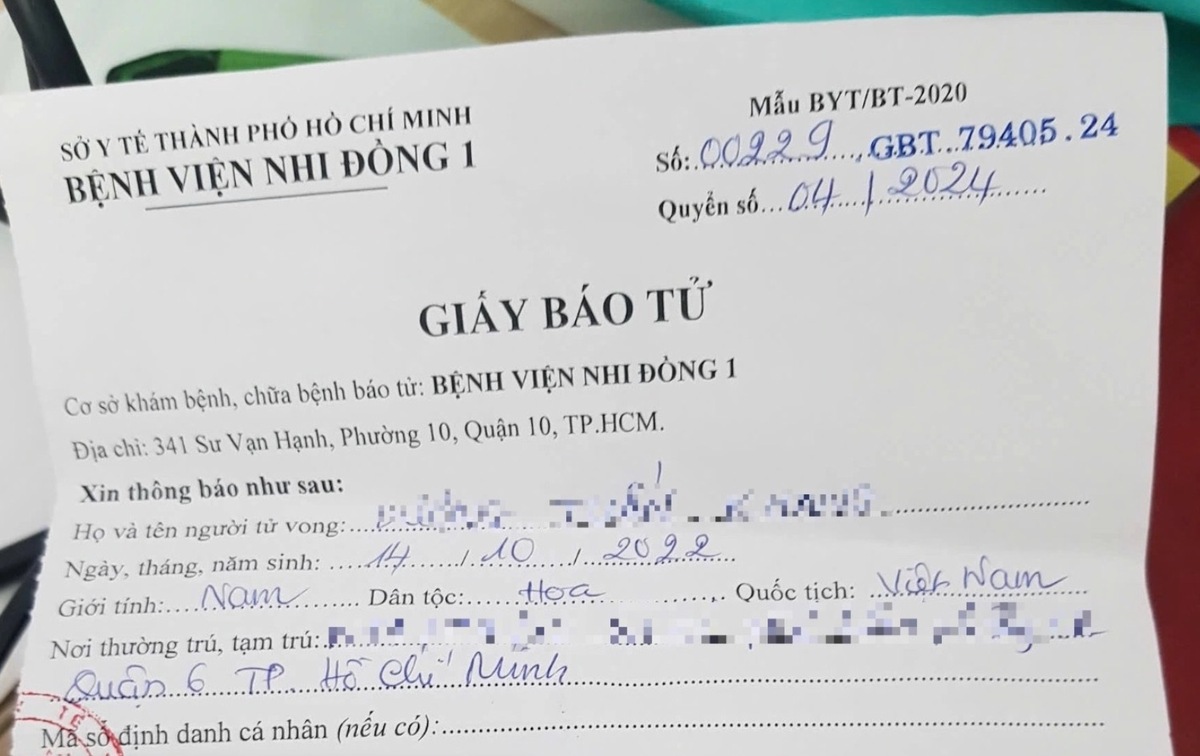 SỞ Y TẾ THÀNH PHỐ HỒ CHÍ MINH
BỆNH VIỆN NHI ĐỒNG 1
Mẫu BYT/BT-2020
Số: 00229, GBT 79405.24
Quyển số 04/2024
GIẤY BÁO TỬ
Cơ sở khám bệnh, chữa bệnh báo tử: BỆNH VIỆN NHI ĐỒNG 1
Địa chỉ: 341 Sư Vạn Hạnh, Phường 10, Quận 10, TP.HCM.
Xin thông báo như sau:
Họ và tên người tử vong:
Ngày, tháng, năm sinh: 14/10/2022
Giới tính: Nam Dân tộc: Hoa Quốc tịch: Việt Nam
Nơi thường trú, tạm trú:
Quận 6 TP. Hồ Chí Minh
Mã số định danh cá nhân (nếu có):